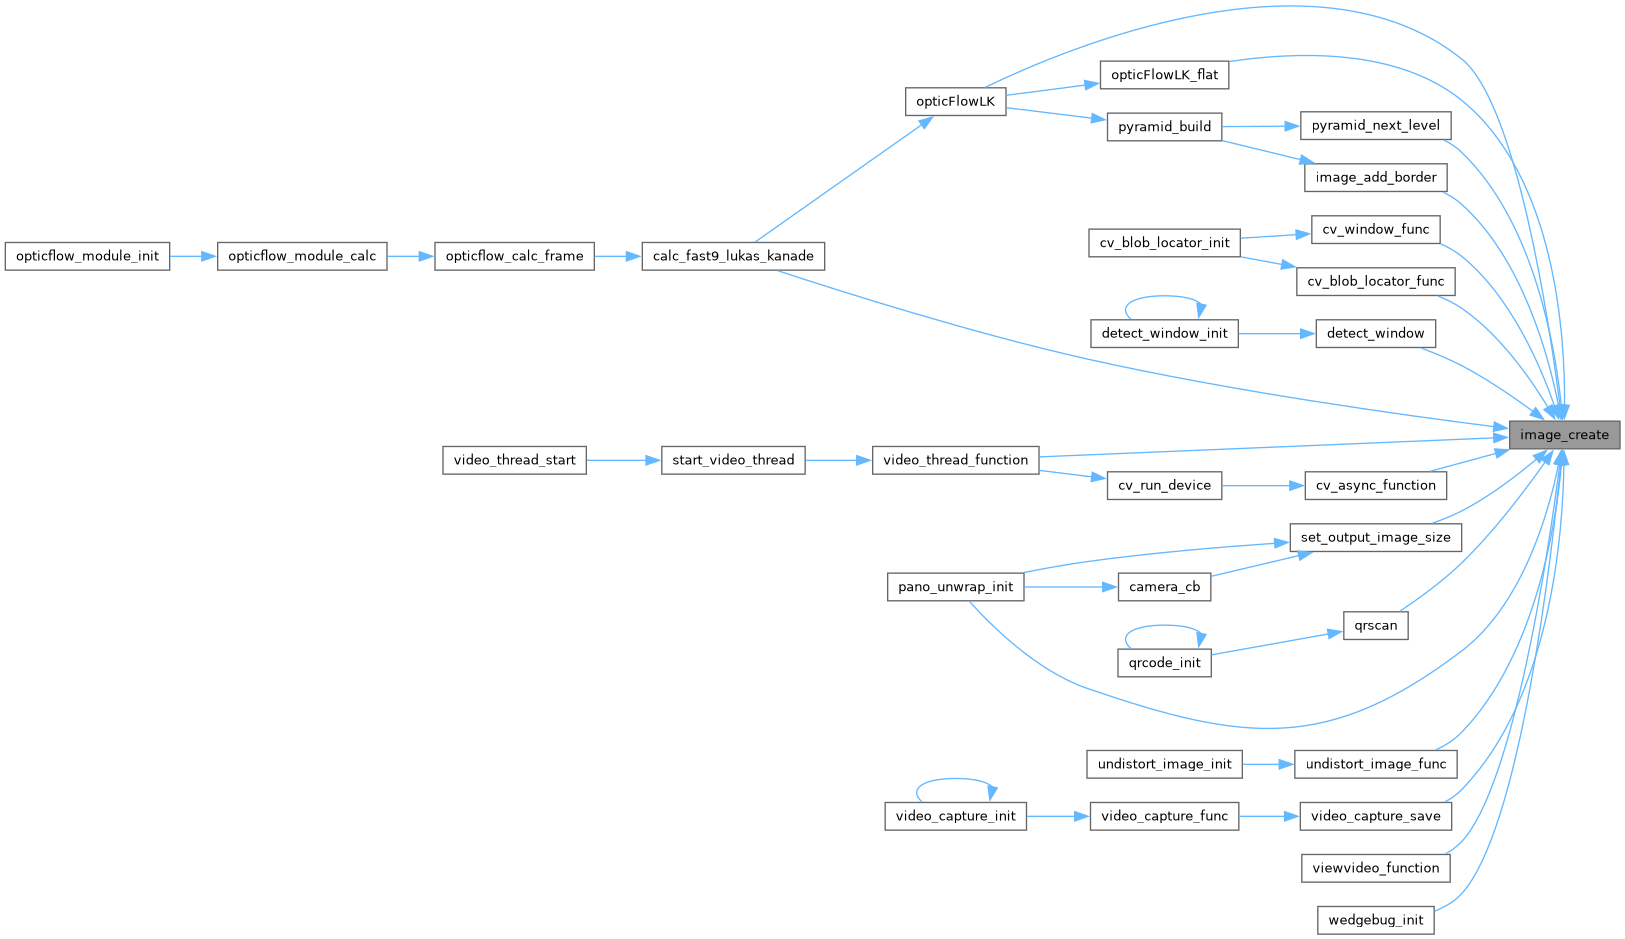 opticFlowLK_flat
opticFlowLK
pyramid_build
pyramid_next_level
image_add_border
cv_window_func
cv_blob_locator_init
opticflow_module_init
opticflow_module_calc
opticflow_calc_frame
calc_fast9_lukas_kanade
cv_blob_locator_func
detect_window_init
detect_window
image_create
video_thread_start
start_video_thread
video_thread_function
cv_run_device
cv_async_function
set_output_image_size
pano_unwrap_init
camera_cb
qrscan
qrcode_init
undistort_image_init
undistort_image_func
video_capture_init
video_capture_func
video_capture_save
viewvideo_function
wedgebug_init